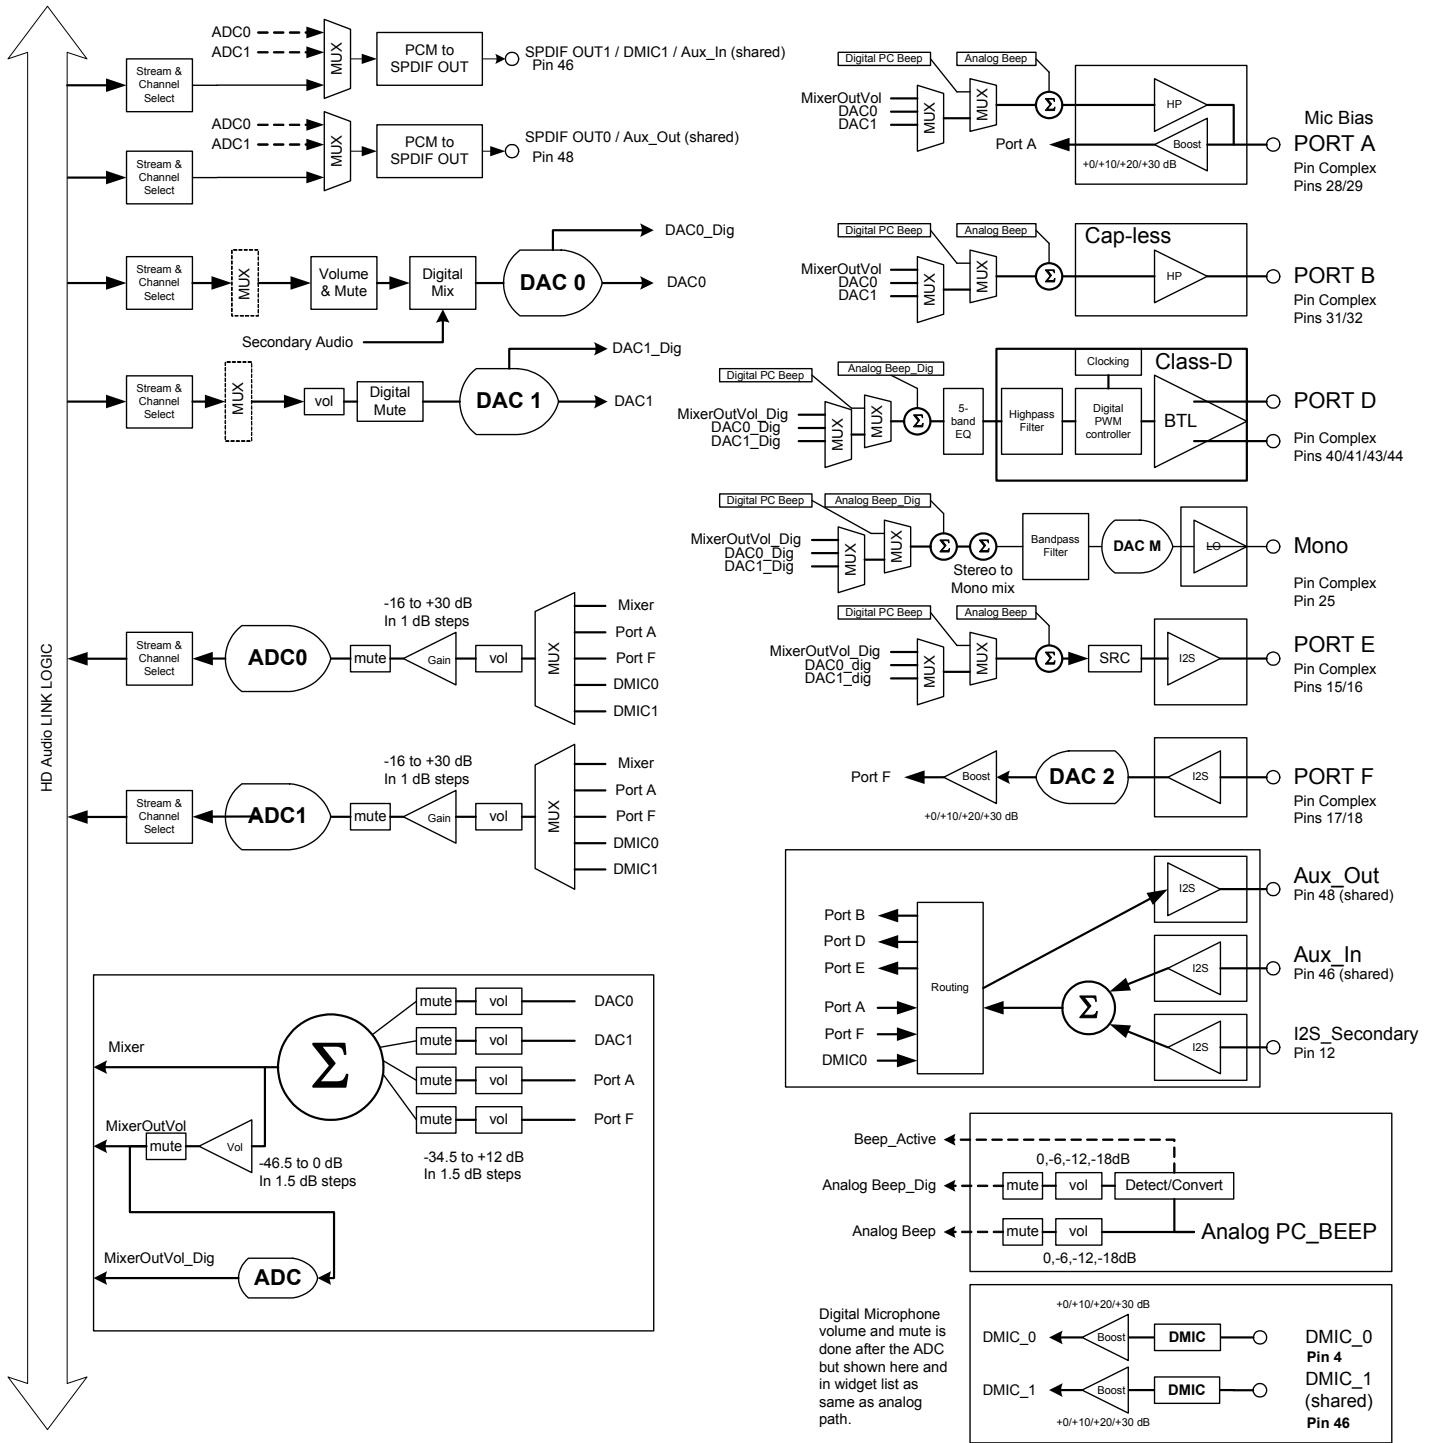 HD Audio LINK LOGIC
ADC0
ADC1
MUX
PCM to
SPDIF OUT
SPDIF OUT1 / DMIC1 / Aux_In (shared)
Pin 46
Stream &
Channel
Select
ADC0
ADC1
MUX
PCM to
SPDIF OUT
SPDIF OUT0 / Aux_Out (shared)
Pin 48
Stream &
Channel
Select
Stream &
Channel
Select
MUX
Volume
& Mute
Digital
Mix
DAC 0
DAC0_Dig
DAC0
Secondary Audio
Stream &
Channel
Select
MUX
vol
Digital
Mute
DAC 1
DAC1_Dig
DAC1
Stream &
Channel
Select
ADC0
mute
Gain
-16 to +30 dB
In 1 dB steps
vol
MUX
Mixer
Port A
Port F
DMIC0
DMIC1
Stream &
Channel
Select
ADC1
mute
Gain
-16 to +30 dB
In 1 dB steps
vol
MUX
Mixer
Port A
Port F
DMIC0
DMIC1
Mixer
MixerOutVol
mute
Vol
-46.5 to 0 dB
In 1.5 dB steps
Σ
mute
vol
DAC0
mute
vol
DAC1
mute
vol
Port A
mute
vol
Port F
-34.5 to +12 dB
In 1.5 dB steps
MixerOutVol_Dig
ADC
Digital PC Beep
Analog Beep
MixerOutVol
DAC0
DAC1
MUX
MUX
Σ
HP
Port A
Boost
+0/+10/+20/+30 dB
Mic Bias
PORT A
Pin Complex
Pins 28/29
Digital PC Beep
Analog Beep
MixerOutVol
DAC0
DAC1
MUX
MUX
Σ
Cap-less
HP
PORT B
Pin Complex
Pins 31/32
Digital PC Beep
Analog Beep_Dig
MixerOutVol_Dig
DAC0_Dig
DAC1_Dig
MUX
MUX
Σ
5-
band
EQ
Highpass
Filter
Clocking
Digital
PWM
controller
Class-D
BTL
PORT D
Pin Complex
Pins 40/41/43/44
Digital PC Beep
Analog Beep_Dig
MixerOutVol_Dig
DAC0_Dig
DAC1_Dig
MUX
MUX
Σ
Σ
Stereo to
Mono mix
Bandpass
Filter
DAC M
LO
Mono
Pin Complex
Pin 25
Digital PC Beep
Analog Beep
MixerOutVol_Dig
DAC0_dig
DAC1_dig
MUX
MUX
Σ
SRC
I2S
PORT E
Pin Complex
Pins 15/16
Port F
Boost
+0/+10/+20/+30 dB
DAC 2
I2S
PORT F
Pin Complex
Pins 17/18
Port B
Port D
Port E
Port A
Port F
DMIC0
Routing
Σ
I2S
Aux_Out
Pin 48 (shared)
I2S
Aux_In
Pin 46 (shared)
I2S
I2S_Secondary
Pin 12
Beep_Active
0,-6,-12,-18dB
Analog Beep_Dig
mute
vol
Detect/Convert
Analog Beep
mute
vol
Analog PC_BEEP
0,-6,-12,-18dB
Digital Microphone
volume and mute is
done after the ADC
but shown here and
in widget list as
same as analog
path.
+0/+10/+20/+30 dB
DMIC_0
Boost
DMIC
DMIC_0
Pin 4
DMIC_1
Boost
DMIC
DMIC_1
(shared)
Pin 46
+0/+10/+20/+30 dB